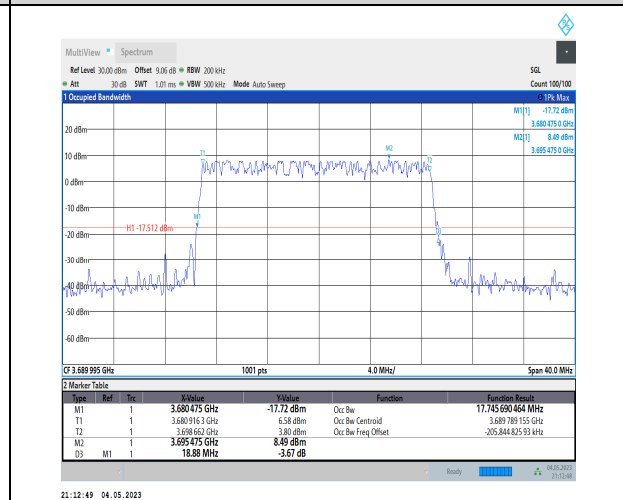 MultiView Spectrum
Ref Level 30.00 dBm Offset 9.06 dB RBW 200 kHz SGL
Att 30 dB SWT 1.01 ms VBW 500 kHz Mode Auto Sweep Count 100/100
1 Occupied Bandwidth 1Pk Max
M1[1] -17.72 dBm
3.680 475 0 GHz
M2[1] 8.49 dBm
3.695 475 0 GHz
20 dBm
10 dBm
T1 M2 T2
0 dBm
-10 dBm
M1
H1 -17.512 dBm
-20 dBm
D3
-30 dBm
-40 dBm
-50 dBm
-60 dBm
CF 3.689 995 GHz 1001 pts 4.0 MHz/ Span 40.0 MHz
2 Marker Table
Type Ref Trc X-Value Y-Value Function Function Result
M1 1 3.680 475 GHz -17.72 dBm Occ Bw 17.745 690 464 MHz
T1 1 3.680 916 3 GHz 6.58 dBm Occ Bw Centroid 3.689 789 155 GHz
T2 1 3.698 662 GHz 3.80 dBm Occ Bw Freq Offset -205.844 825 93 kHz
M2 1 3.695 475 GHz 8.49 dBm
D3 M1 1 18.88 MHz -3.67 dB
Ready 04.05.2023
21:12:48
21:12:49 04.05.2023